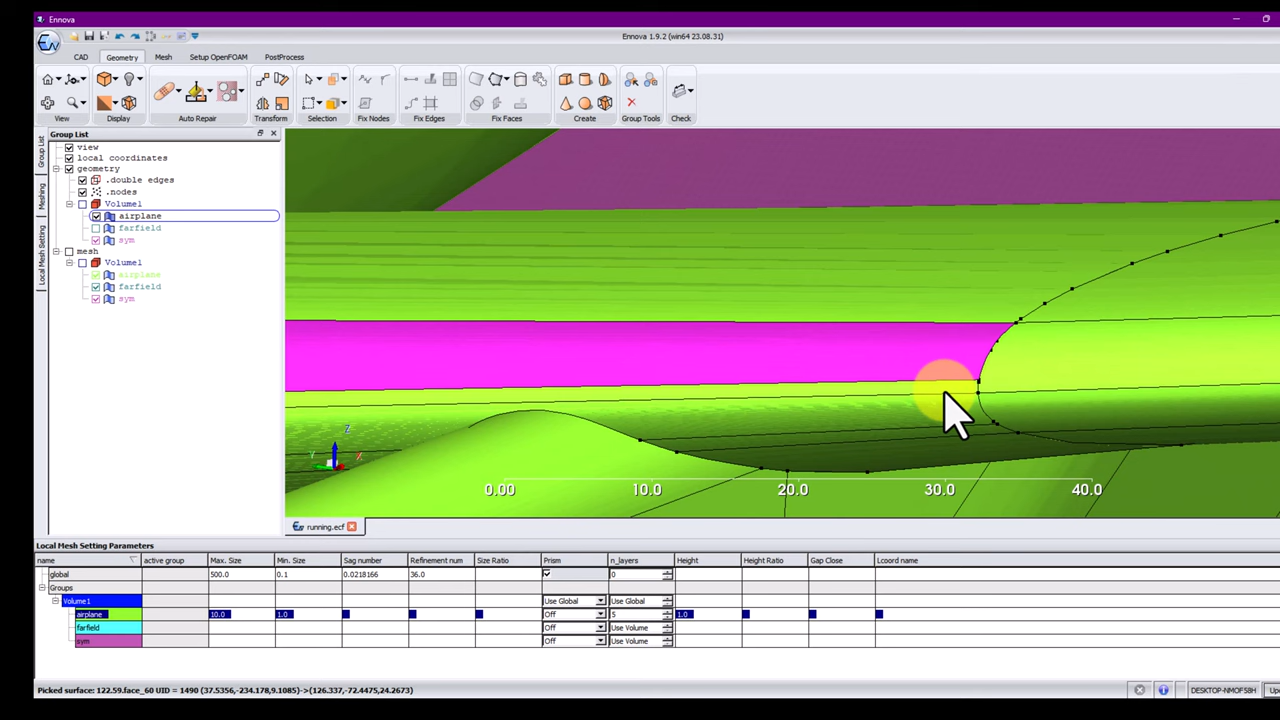 Ennova
Ennova 1.9.2 (win64 23.08.31)
CAD Geometry Mesh Setup OpenFOAM PostProcess
View Display Auto Repair Transform Selection Fix Nodes Fix Edges Fix Faces Create Group Tools Check
Group List
Group List
Meshing
Local Mesh Setting
view
local coordinates
geometry
.double edges
.nodes
Volume1
airplane
farfield
sym
mesh
Volume1
airplane
farfield
sym
Z
Y X
0.00 10.0 20.0 30.0 40.0
running.ecf
Local Mesh Setting Parameters
name active group Max. Size Min. Size Sag number Refinement num Size Ratio Prism n_layers Height Height Ratio Gap Close Lcoord name
global 500.0 0.1 0.0218166 36.0 0
Groups
Volume1 Use Global Use Global
airplane 10.0 1.0 Off 5 1.0
farfield Off Use Volume
sym Off Use Volume
Picked surface: 122.59.face_60 UID = 1490 (37.5356,-234.178,9.1085)->(126.337,-72.4475,24.2673)
DESKTOP-NMOFS8H